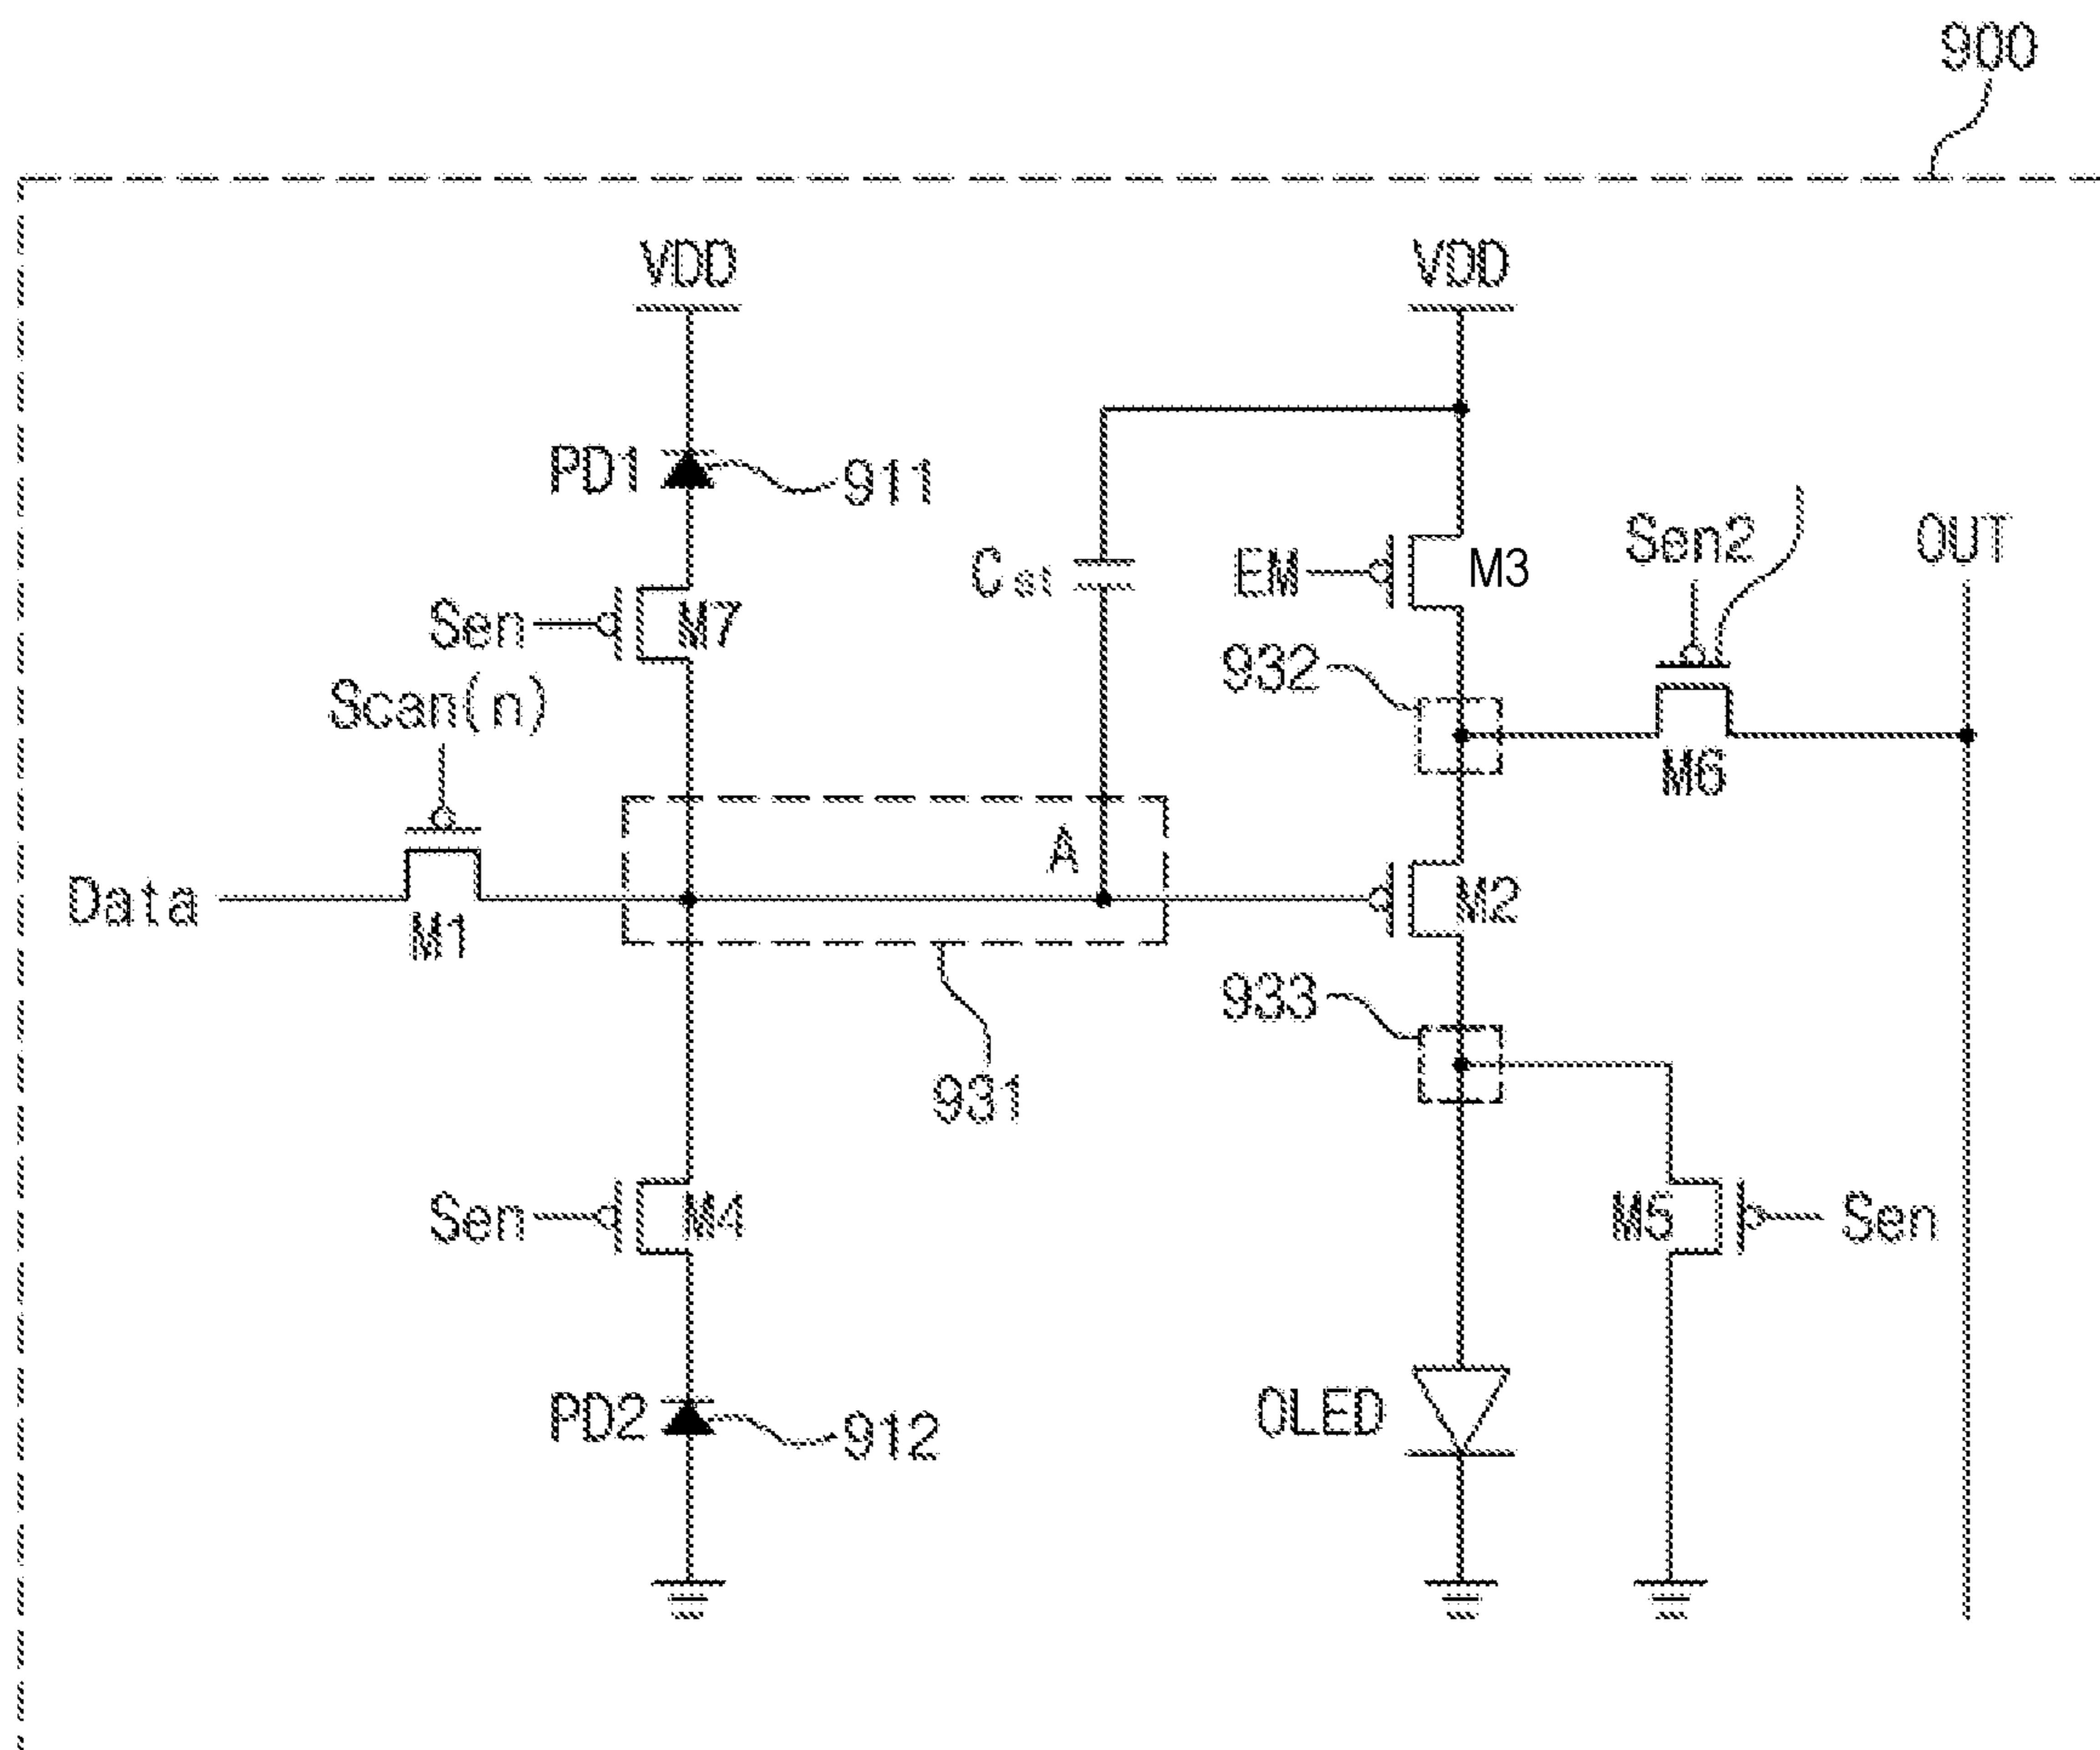 900
VDD
VDD
PD1
911
Cst
EM
M3
Sen2
OUT
Sen
M7
932
Scan(n)
M6
A
Data
M1
M2
933
931
Sen
M4
M5
Sen
PD2
912
OLED